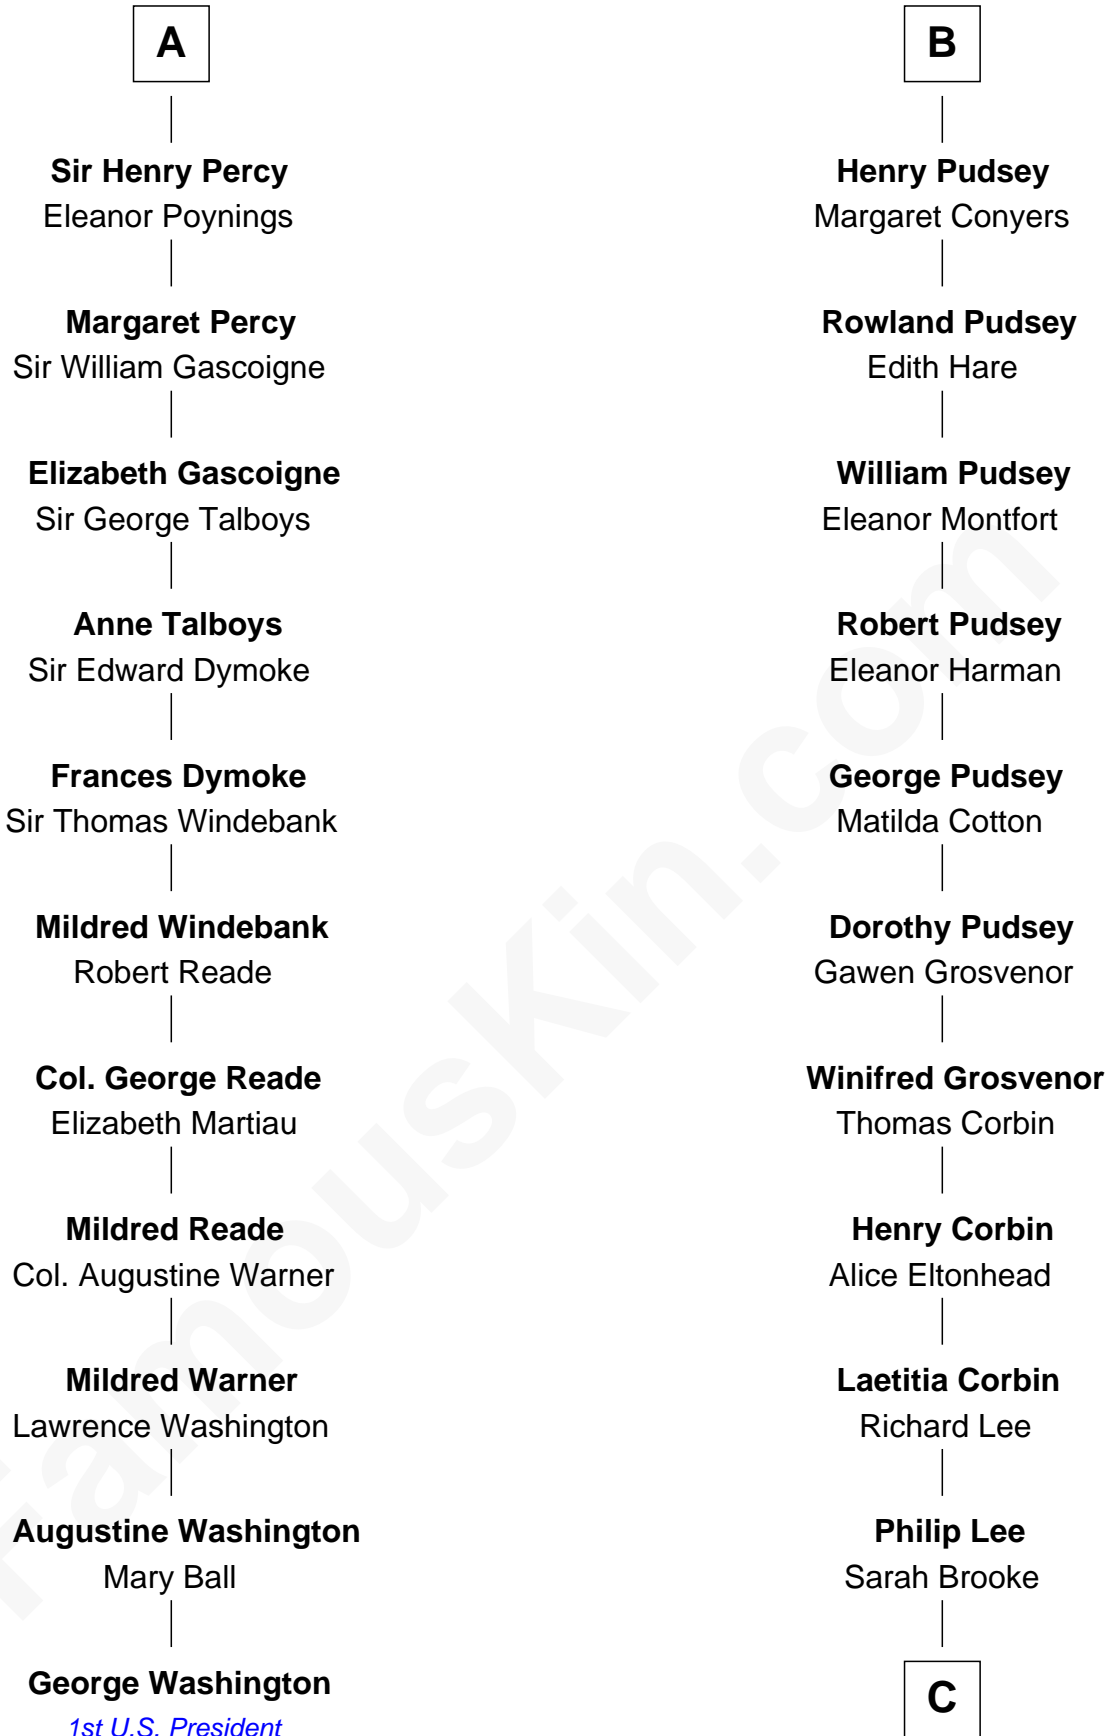 A
Sir Henry Percy
Eleanor Poynings
Margaret Percy
Sir William Gascoigne
Elizabeth Gascoigne
Sir George Talboys
Anne Talboys
Sir Edward Dymoke
Frances Dymoke
Sir Thomas Windebank
Mildred Windebank
Robert Reade
Col. George Reade
Elizabeth Martiau
Mildred Reade
Col. Augustine Warner
Mildred Warner
Lawrence Washington
Augustine Washington
Mary Ball
George Washington
1st U.S. President
B
Henry Pudsey
Margaret Conyers
Rowland Pudsey
Edith Hare
William Pudsey
Eleanor Montfort
Robert Pudsey
Eleanor Harman
George Pudsey
Matilda Cotton
Dorothy Pudsey
Gawen Grosvenor
Winifred Grosvenor
Thomas Corbin
Henry Corbin
Alice Eltonhead
Laetitia Corbin
Richard Lee
Philip Lee
Sarah Brooke
C
FamousKin.com